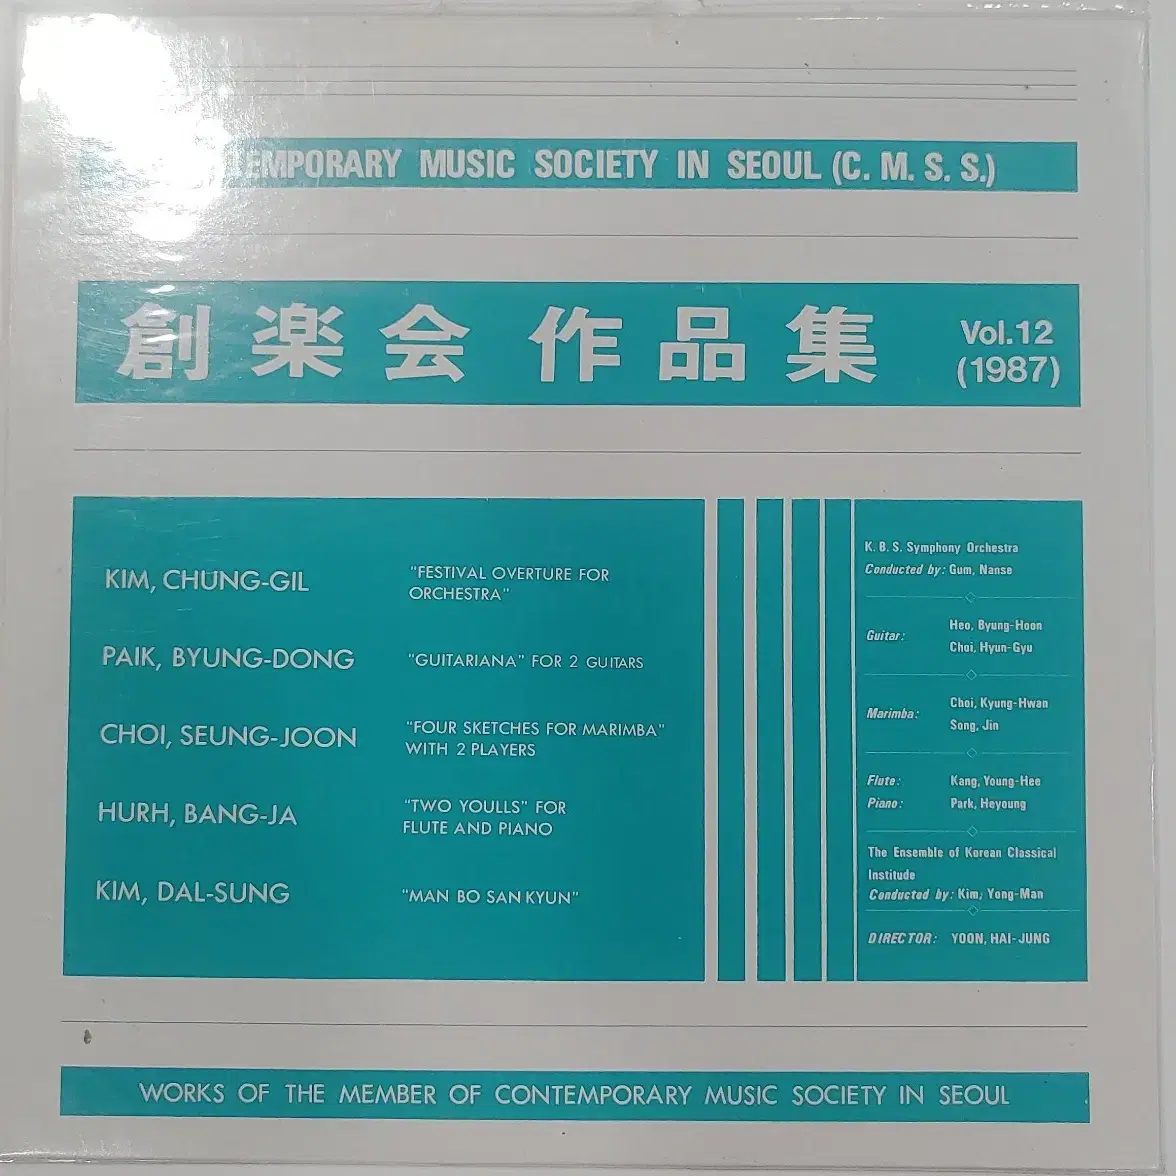 EMPORARY MUSIC SOCIETY IN SEOUL (C. M. S. S.)
創楽会 作品集
Vol.12
(1987)
KIM, CHUNG-GIL
"FESTIVAL OVERTURE FOR
ORCHESTRA"
PAIK, BYUNG-DONG
"GUITARIANA" FOR 2 GUITARS
CHOI, SEUNG-JOON
"FOUR SKETCHES FOR MARIMBA"
WITH 2 PLAYERS
HURH, BANG-JA
"TWO YOULLS" FOR
FLUTE AND PIANO
KIM, DAL-SUNG
"MAN BO SAN KYUN"
K. B. S. Symphony Orchestra
Conducted by: Gum, Nanse
Guitar:
Heo, Byung-Hoon
Choi, Hyun-Gyu
Marimba:
Choi, Kyung-Hwan
Song, Jin
Flute: Kang, Young-Hee
Piano: Park, Heyoung
The Ensemble of Korean Classical
Institude
Conducted by: Kim, Yong-Man
DIRECTOR: YOON, HAI-JUNG
WORKS OF THE MEMBER OF CONTEMPORARY MUSIC SOCIETY IN SEOUL